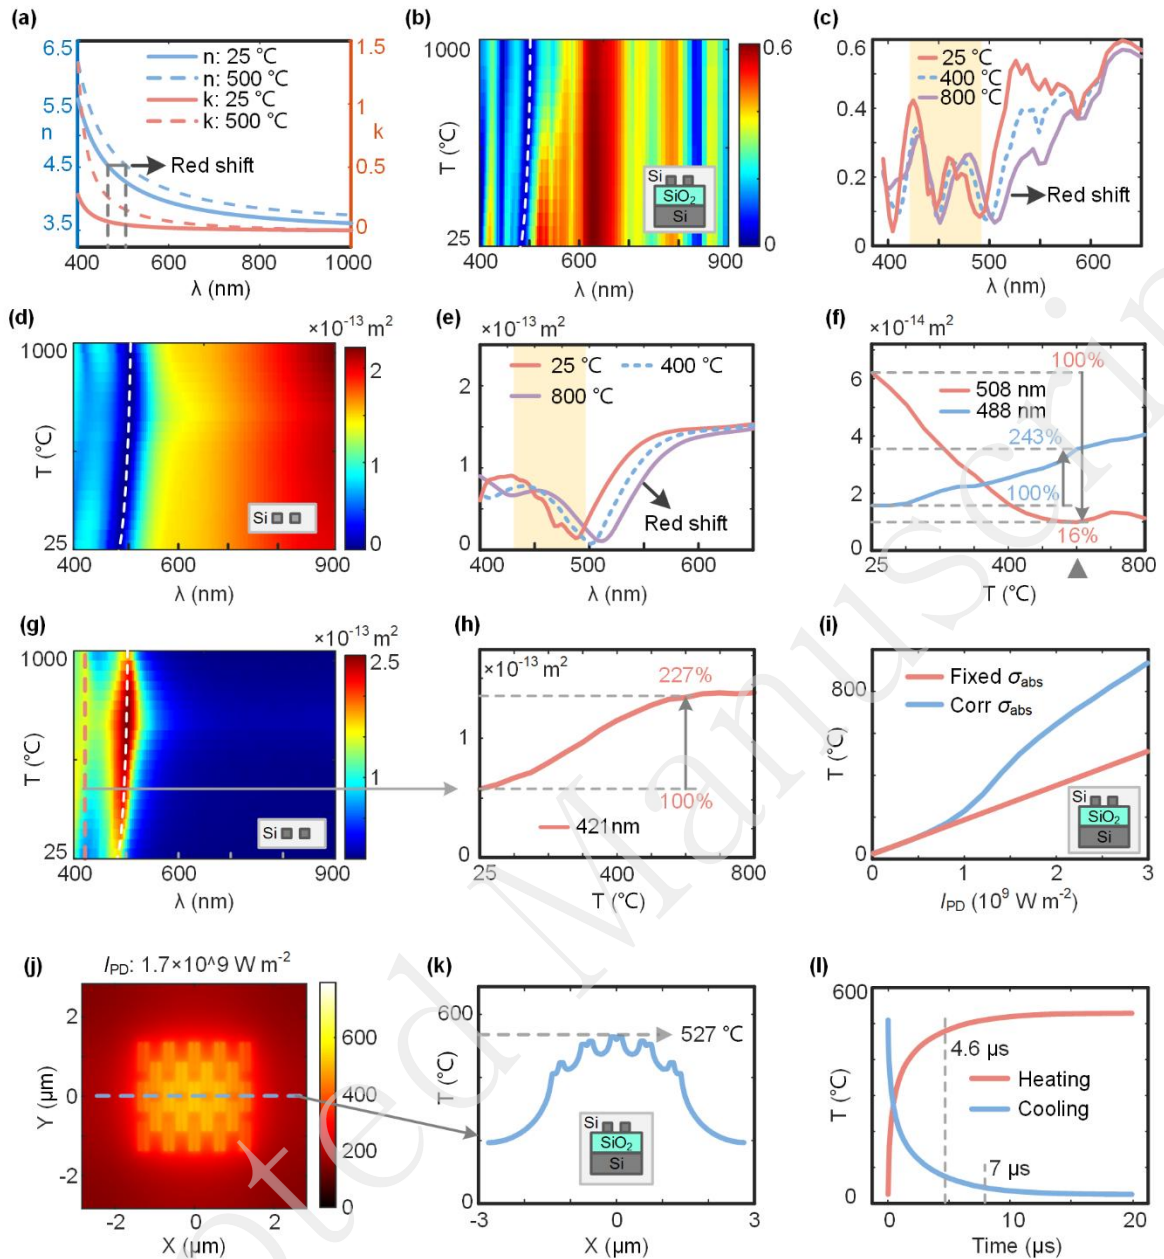 (a)
6.5
5.5
n
4.5
3.5
1.5
1
k
0.5
0
n: 25 °C
n: 500 °C
k: 25 °C
k: 500 °C
Red shift
400
600
800
1000
λ (nm)
(b)
1000
T (°C)
25
400
600
900
λ (nm)
0.6
0
Si
SiO2
Si
(c)
0.6
0.4
0.2
0
25 °C
400 °C
800 °C
Red shift
400
500
600
λ (nm)
(d)
×10⁻¹³ m²
1000
T (°C)
25
400
600
900
λ (nm)
2
1
0
Si
(e)
×10⁻¹³ m²
2
1
0
25 °C
400 °C
800 °C
Red shift
400
500
600
λ (nm)
(f)
×10⁻¹⁴ m²
6
4
2
0
100%
508 nm
488 nm
243%
100%
16%
25
400
800
T (°C)
(g)
×10⁻¹³ m²
1000
T (°C)
25
400
600
900
λ (nm)
2.5
1
0
Si
(h)
×10⁻¹³ m²
227%
1
100%
421nm
0
25
400
800
T (°C)
(i)
800
T (°C)
0
Fixed σabs
Corr σabs
Si
SiO2
Si
0
1
2
3
IPD (10⁹ W m⁻²)
(j)
IPD: 1.7×10^9 W m⁻²
2
0
-2
Y (μm)
-2
0
2
X (μm)
600
400
200
0
(k)
600
T (°C)
0
527 °C
Si
SiO2
Si
-3
0
3
X (μm)
(l)
600
T (°C)
0
4.6 μs
Heating
Cooling
7 μs
0
10
20
Time (μs)